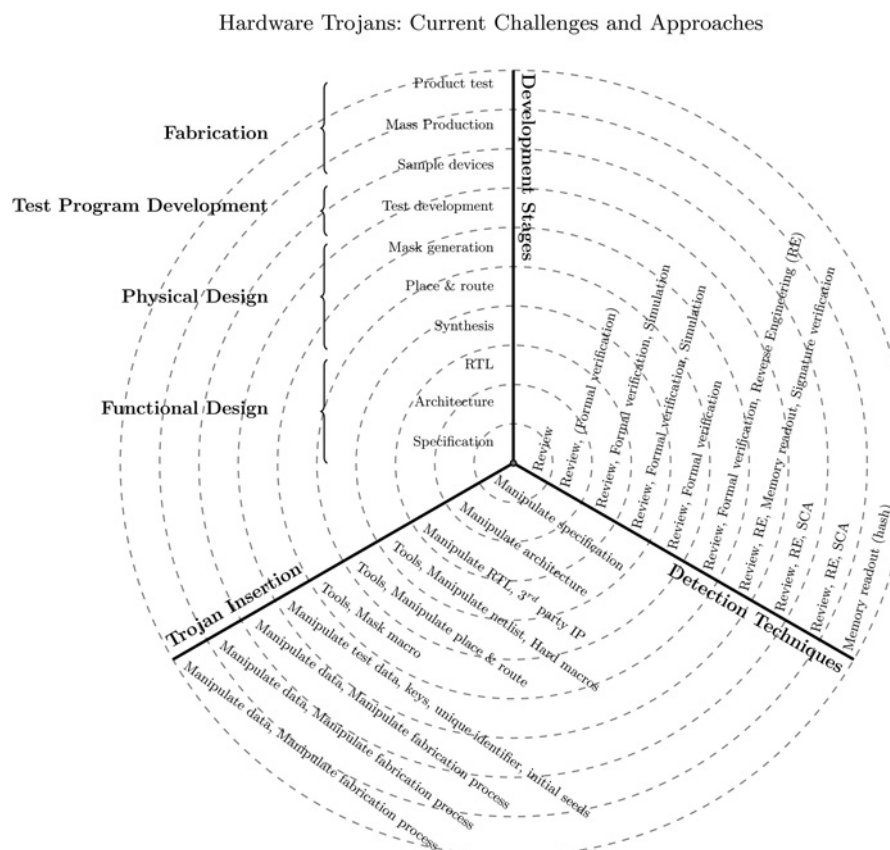 Hardware Trojans: Current Challenges and Approaches
Development Stages
Fabrication
Product test
Mass Production
Sample devices
Test Program Development
Test development
Physical Design
Mask generation
Place & route
Synthesis
Functional Design
RTL
Architecture
Specification
Detection Techniques
Review
Review, (Formal verification)
Review, Formal verification, Simulation
Review, Formal verification, Simulation
Review, Formal verification
Review, Formal verification, Reverse Engineering (RE)
Review, RE, Memory readout, Signature verification
Review, RE, SCA
Review, RE, SCA
Memory readout (hash)
Trojan Insertion
Manipulate specification
Manipulate architecture
Manipulate RTL, 3rd party IP
Tools, Manipulate netlist, Hard macros
Tools, Manipulate place & route
Tools, Mask macro
Manipulate test data, keys, unique identifier, initial seeds
Manipulate data, Manipulate fabrication process
Manipulate data, Manipulate fabrication process
Manipulate data, Manipulate fabrication process